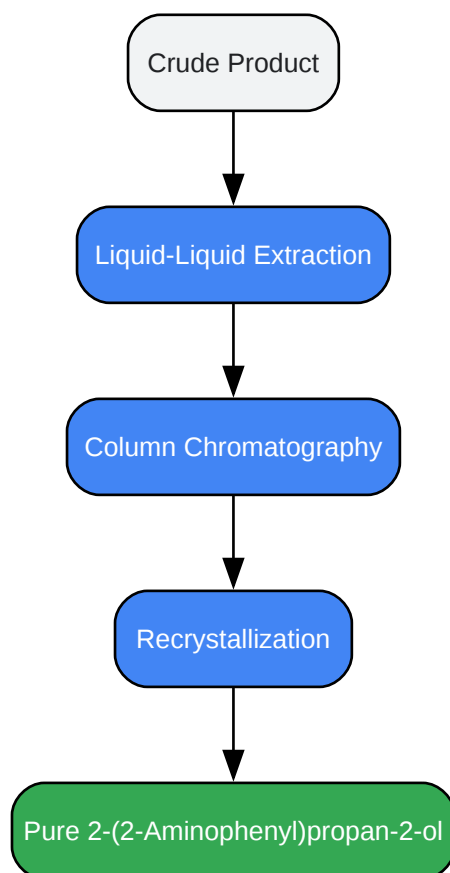 Crude Product
Liquid-Liquid Extraction
Column Chromatography
Recrystallization
Pure 2-(2-Aminophenyl)propan-2-ol